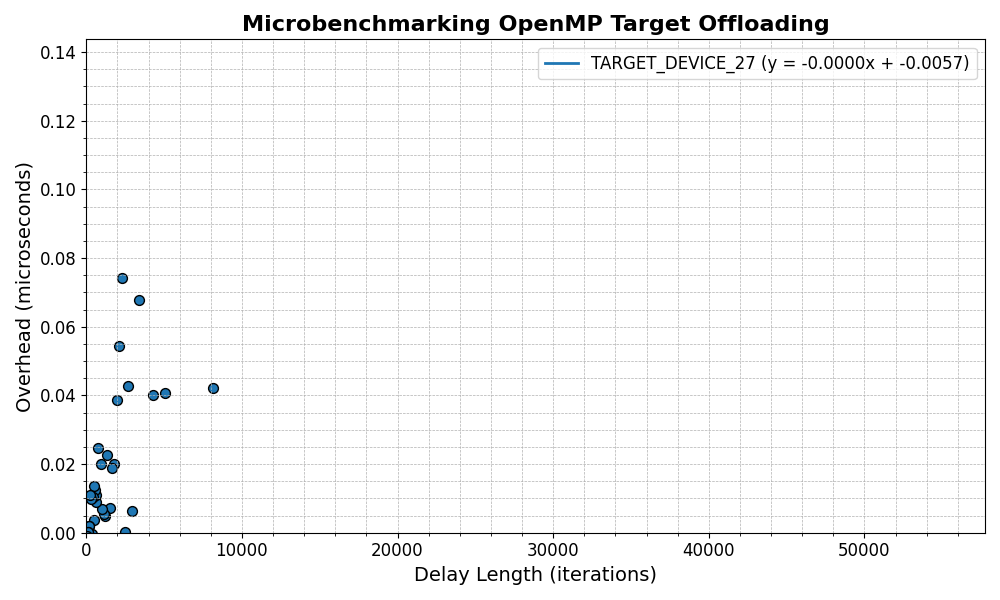 Microbenchmarking OpenMP Target Offloading
TARGET_DEVICE_27 (y = -0.0000x + -0.0057)
Overhead (microseconds)
0.14
0.12
0.10
0.08
0.06
0.04
0.02
0.00
0 10000 20000 30000 40000 50000
Delay Length (iterations)